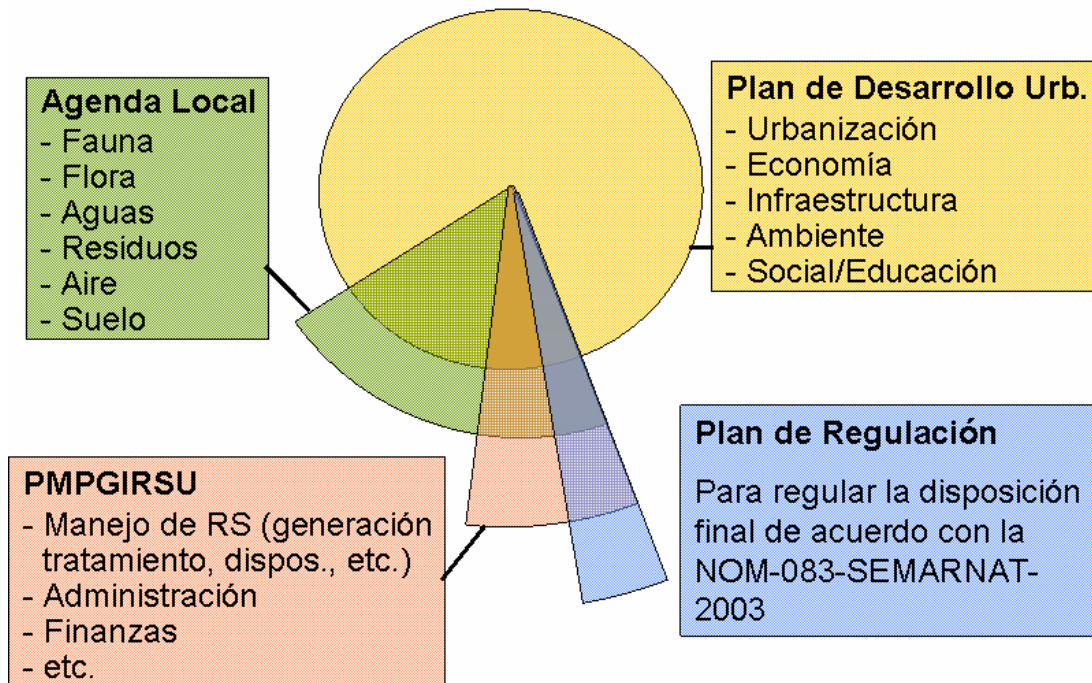 Agenda Local
- Fauna
- Flora
- Aguas
- Residuos
- Aire
- Suelo
Plan de Desarrollo Urb.
- Urbanización
- Economía
- Infraestructura
- Ambiente
- Social/Educación
PMPGIRSU
- Manejo de RS (generación
tratamiento, dispos., etc.)
- Administración
- Finanzas
- etc.
Plan de Regulación
Para regular la disposición
final de acuerdo con la
NOM-083-SEMARNAT-
2003